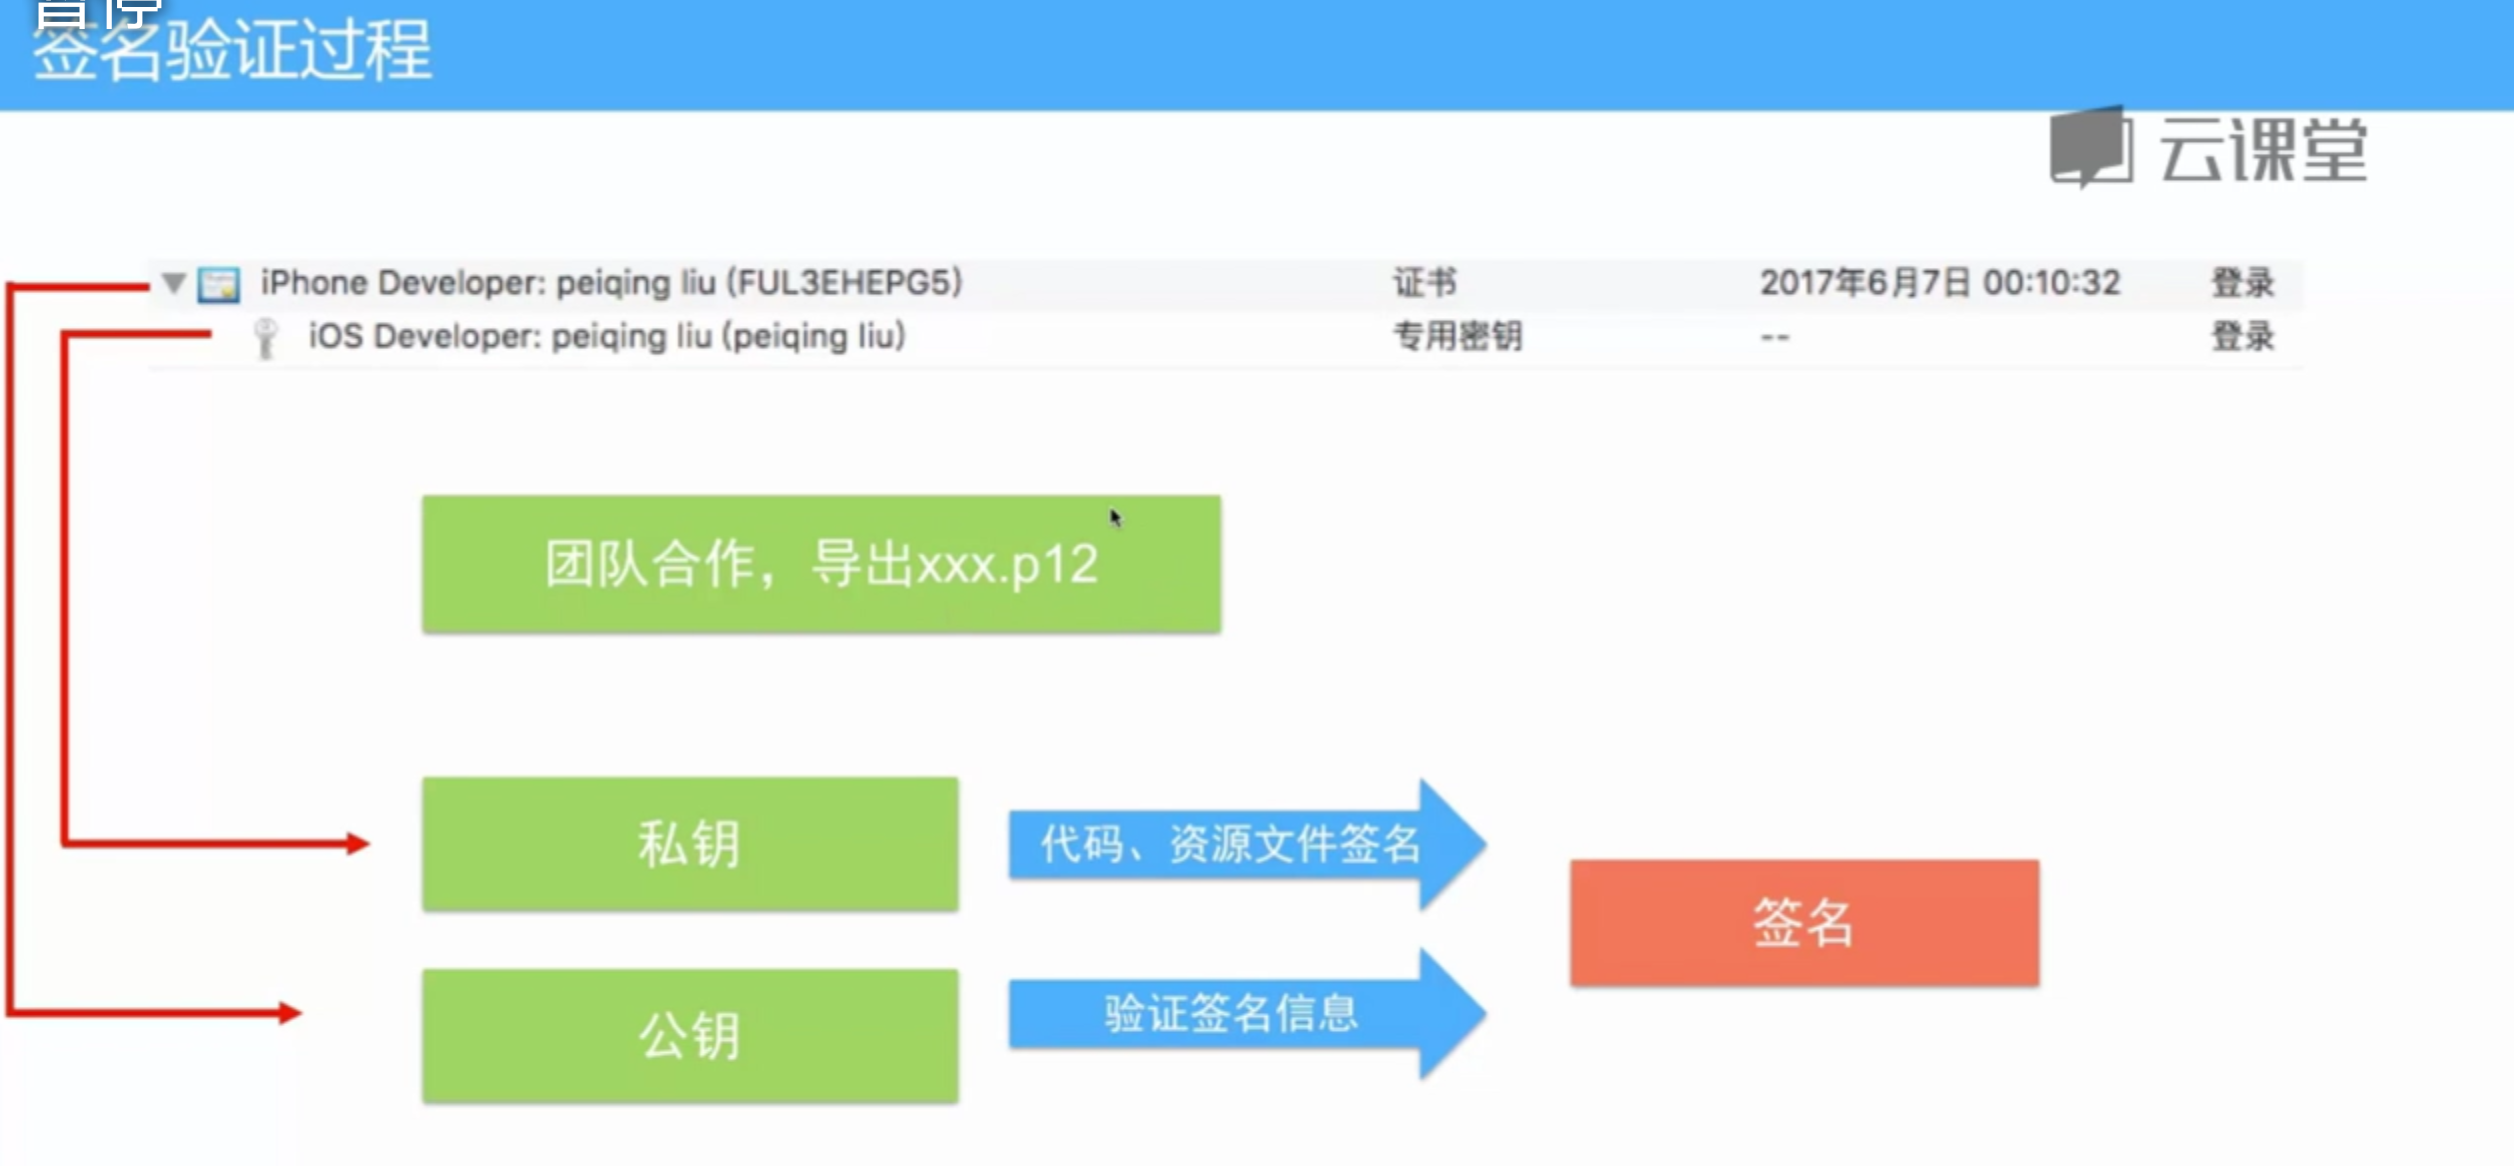 暂停
签名验证过程
云课堂
iPhone Developer: peiqing liu (FUL3EHEPG5) 证书 2017年6月7日 00:10:32 登录
iOS Developer: peiqing liu (peiqing liu) 专用密钥 -- 登录
团队合作，导出xxx.p12
私钥
代码、资源文件签名
签名
公钥
验证签名信息